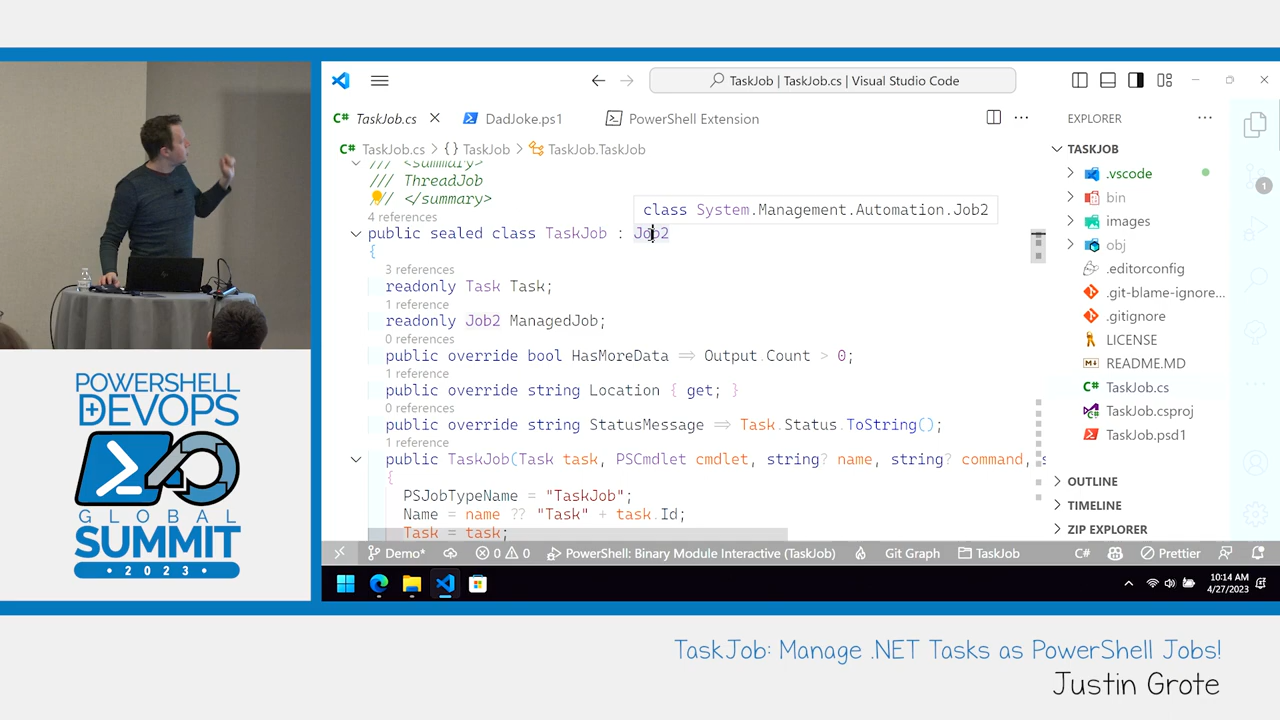 TaskJob | TaskJob.cs | Visual Studio Code
TaskJob.cs
DadJoke.ps1
PowerShell Extension
EXPLORER
TaskJob.cs > {} TaskJob > TaskJob.TaskJob
/// <summary>
/// ThreadJob
/// </summary>
4 references
class System.Management.Automation.Job2
public sealed class TaskJob : Job2
{
3 references
readonly Task Task;
1 reference
readonly Job2 ManagedJob;
0 references
public override bool HasMoreData => Output.Count > 0;
1 reference
public override string Location { get; }
0 references
public override string StatusMessage => Task.Status.ToString();
1 reference
public TaskJob(Task task, PSCmdlet cmdlet, string? name, string? command, s
{
PSJobTypeName = "TaskJob";
Name = name ?? "Task" + task.Id;
Task = task;
TASKJOB
.vscode
bin
images
obj
.editorconfig
.git-blame-ignore...
.gitignore
LICENSE
README.MD
TaskJob.cs
TaskJob.csproj
TaskJob.psd1
OUTLINE
TIMELINE
ZIP EXPLORER
1
Demo* 0 0 PowerShell: Binary Module Interactive (TaskJob) Git Graph TaskJob C# Prettier
10:14 AM
4/27/2023
POWERSHELL
+DEVOPS
GLOBAL
SUMMIT
• 2023 •
TaskJob: Manage .NET Tasks as PowerShell Jobs!
Justin Grote